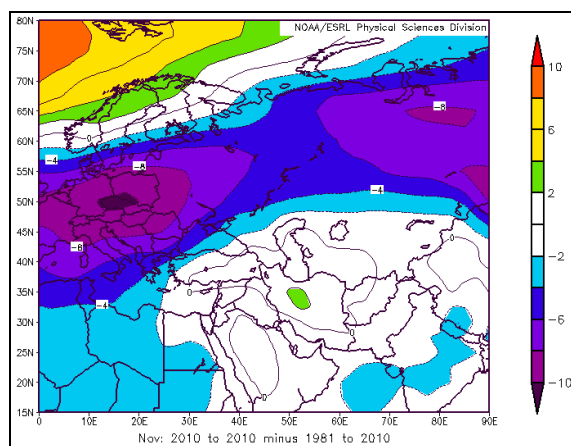 NOAA/ESRL Physical Sciences Division
80N
75N
70N
65N
60N
55N
50N
45N
40N
35N
30N
25N
20N
15N
0
10E
20E
30E
40E
50E
60E
70E
80E
90E
0
-4
-8
-8
-8
-4
-4
0
0
0
0
0
10
6
2
-2
-6
-10
Nov: 2010 to 2010 minus 1981 to 2010